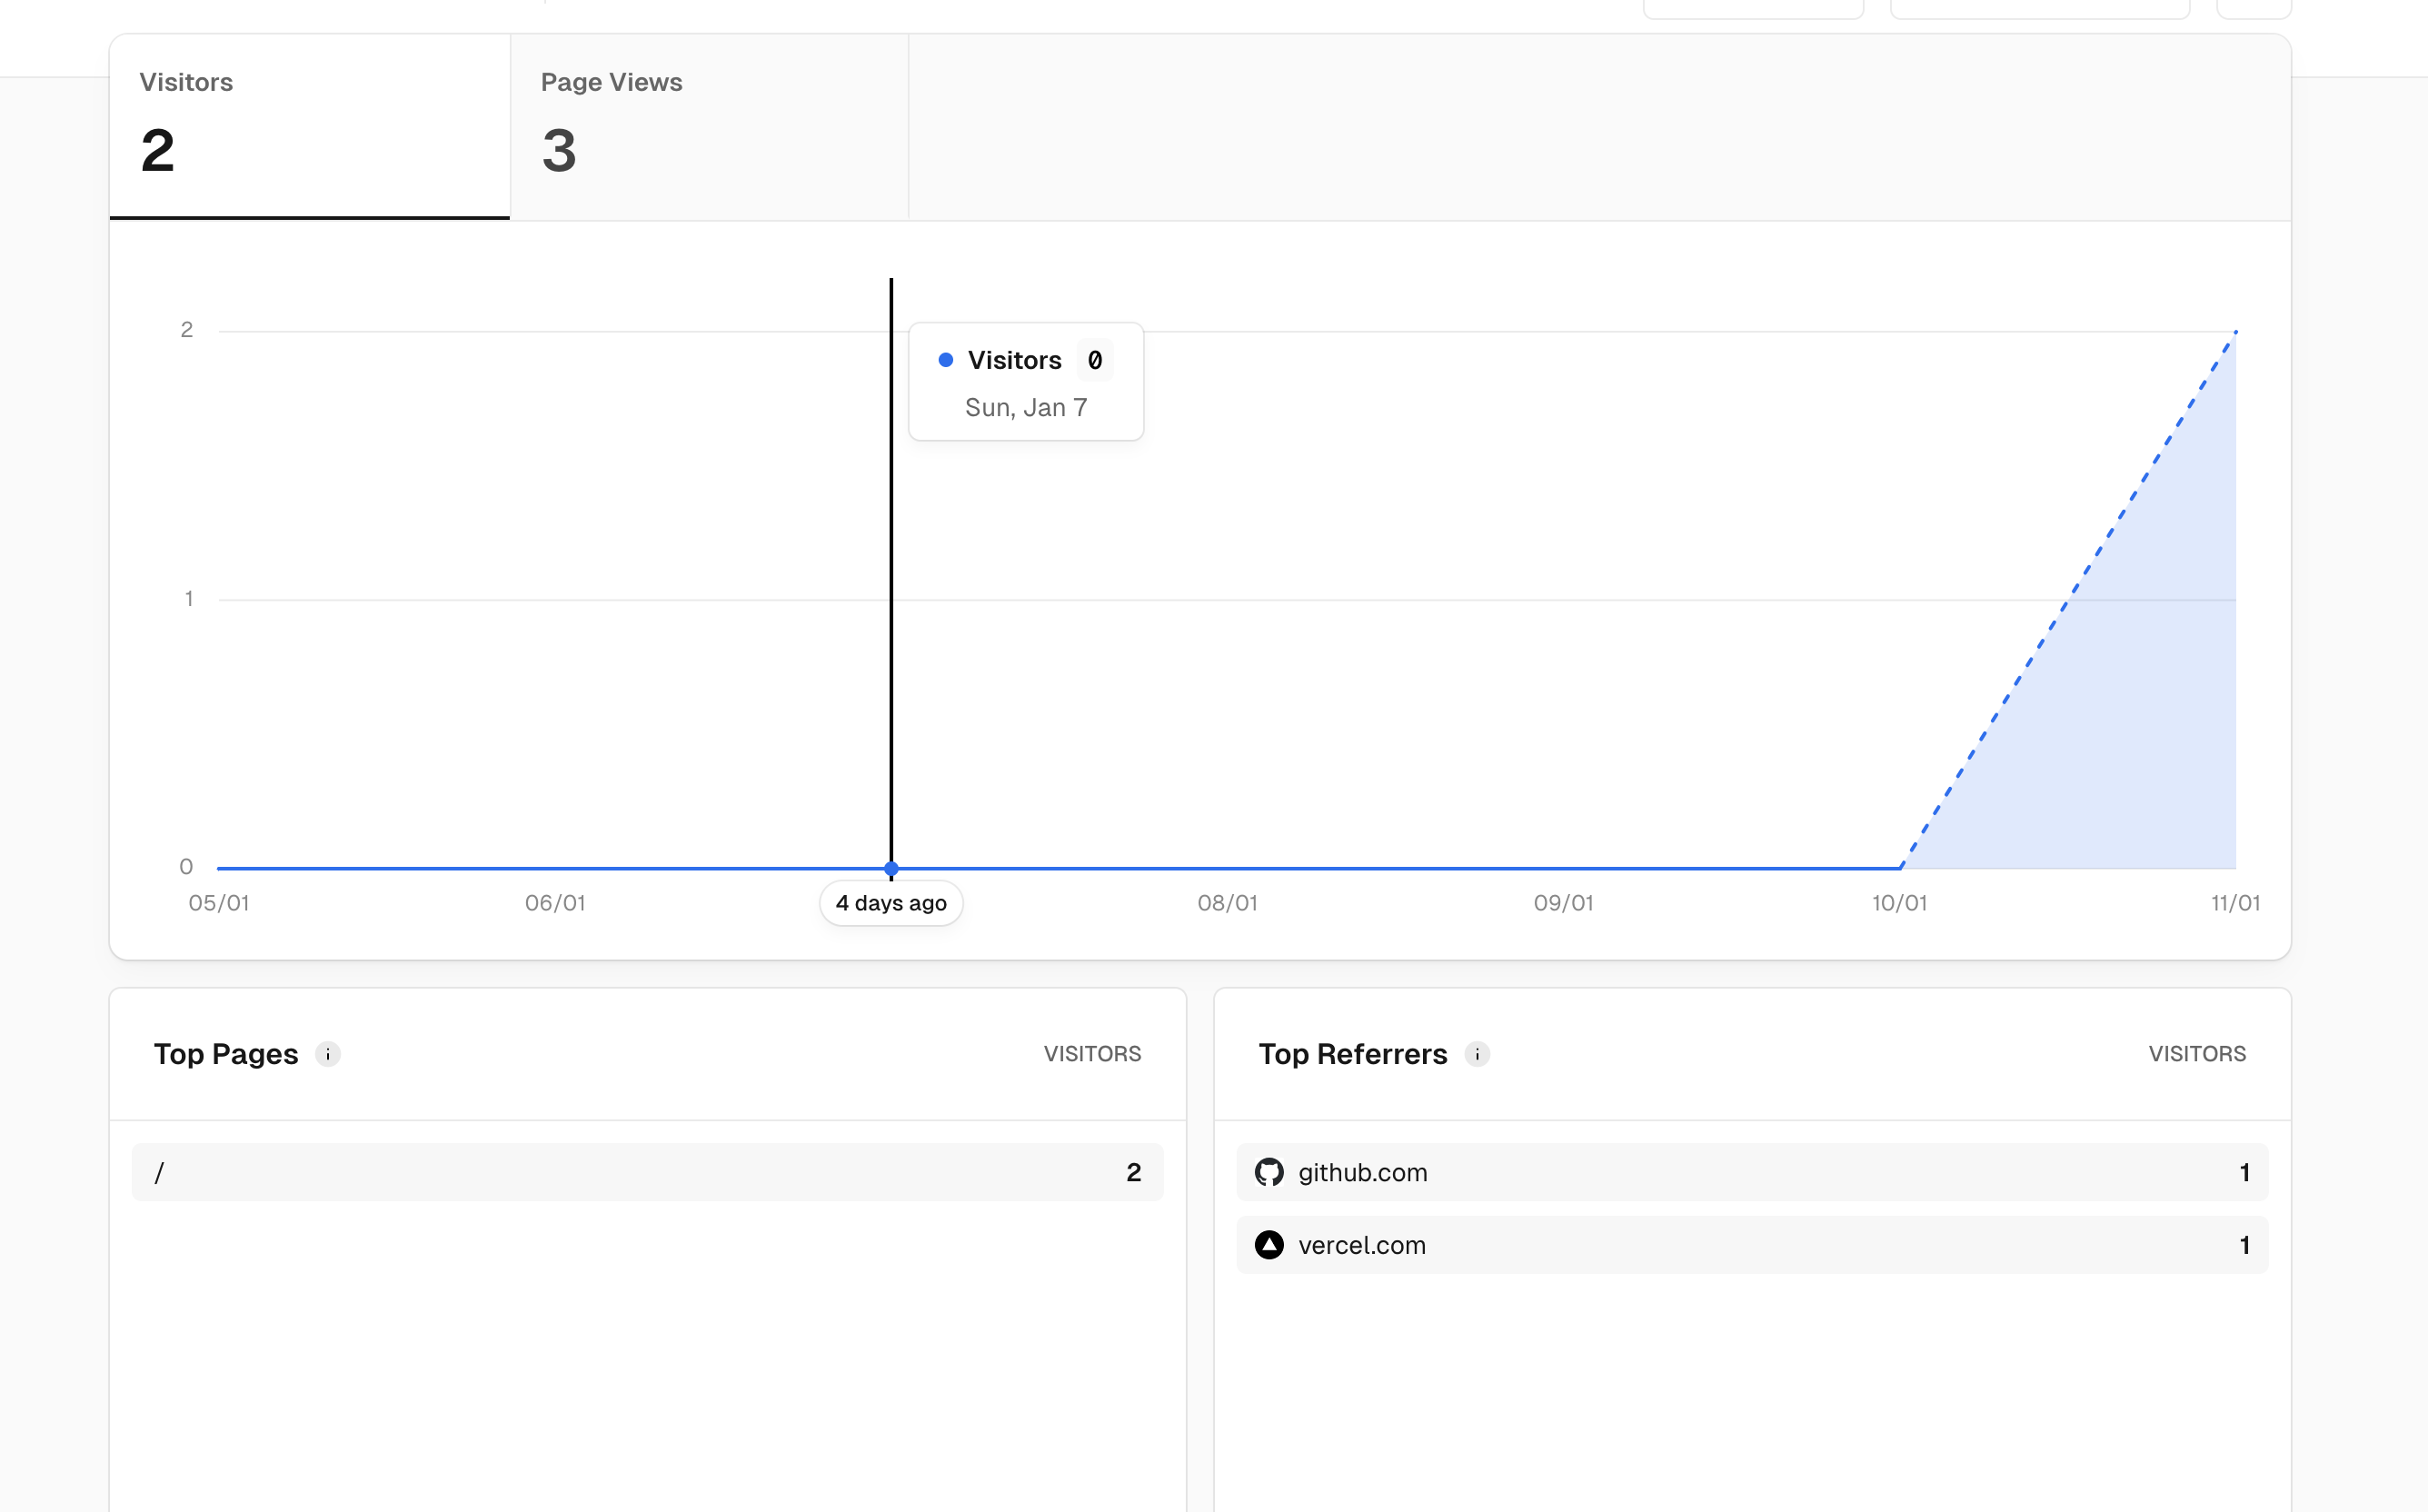 Visitors
2
Page Views
3
2
Visitors 0
Sun, Jan 7
1
0
05/01 06/01 4 days ago 08/01 09/01 10/01 11/01
Top Pages i VISITORS
/ 2
Top Referrers i VISITORS
github.com 1
vercel.com 1